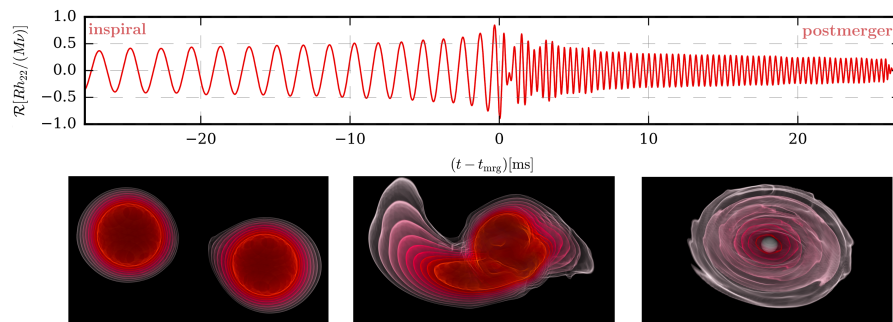 inspiral
postmerger
1.0
0.5
0.0
−0.5
−1.0
ℛ[Rh₂₂/(Mν)]
−20 −10 0 10 20
(t − t_mrg)[ms]